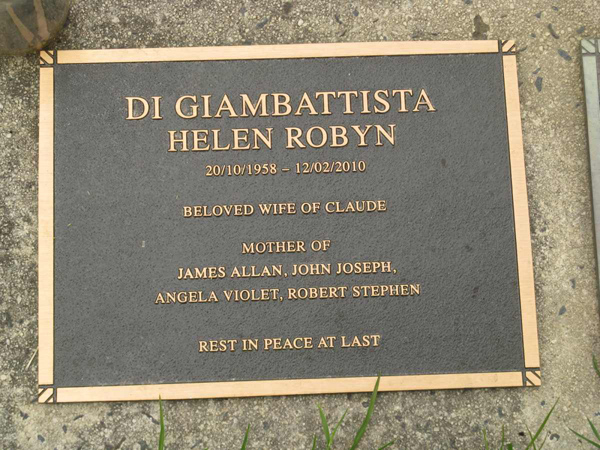 DI GIAMBATTISTA
HELEN ROBYN
20/10/1958 – 12/02/2010
BELOVED WIFE OF CLAUDE
MOTHER OF
JAMES ALLAN, JOHN JOSEPH,
ANGELA VIOLET, ROBERT STEPHEN
REST IN PEACE AT LAST